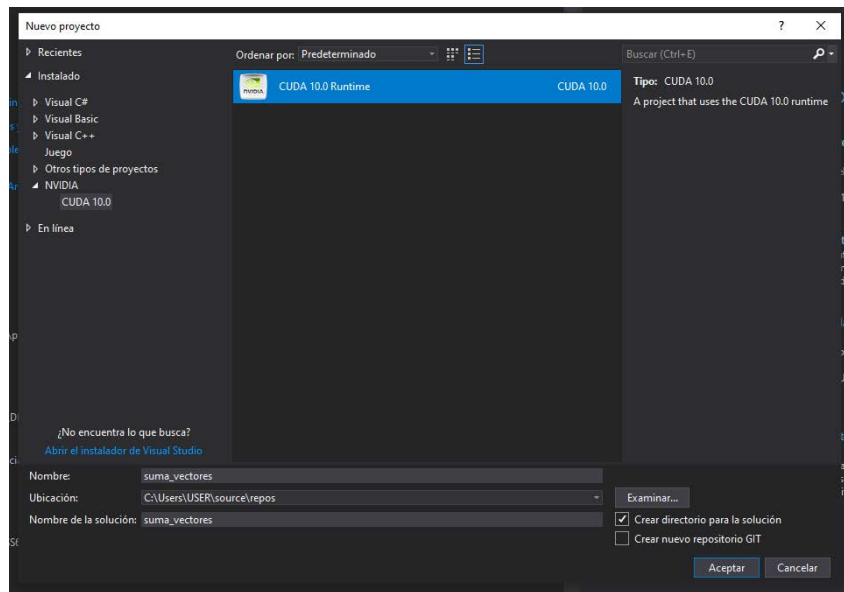 Nuevo proyecto
? X
Recientes
Instalado
Visual C#
Visual Basic
Visual C++
Juego
Otros tipos de proyectos
NVIDIA
CUDA 10.0
En línea
¿No encuentra lo que busca?
Abrir el instalador de Visual Studio
Ordenar por: Predeterminado
NVIDIA CUDA 10.0 Runtime CUDA 10.0
Buscar (Ctrl+E)
Tipo: CUDA 10.0
A project that uses the CUDA 10.0 runtime
Nombre: suma_vectores
Ubicación: C:\Users\USER\source\repos Examinar...
Nombre de la solución: suma_vectores
Crear directorio para la solución
Crear nuevo repositorio GIT
Aceptar Cancelar